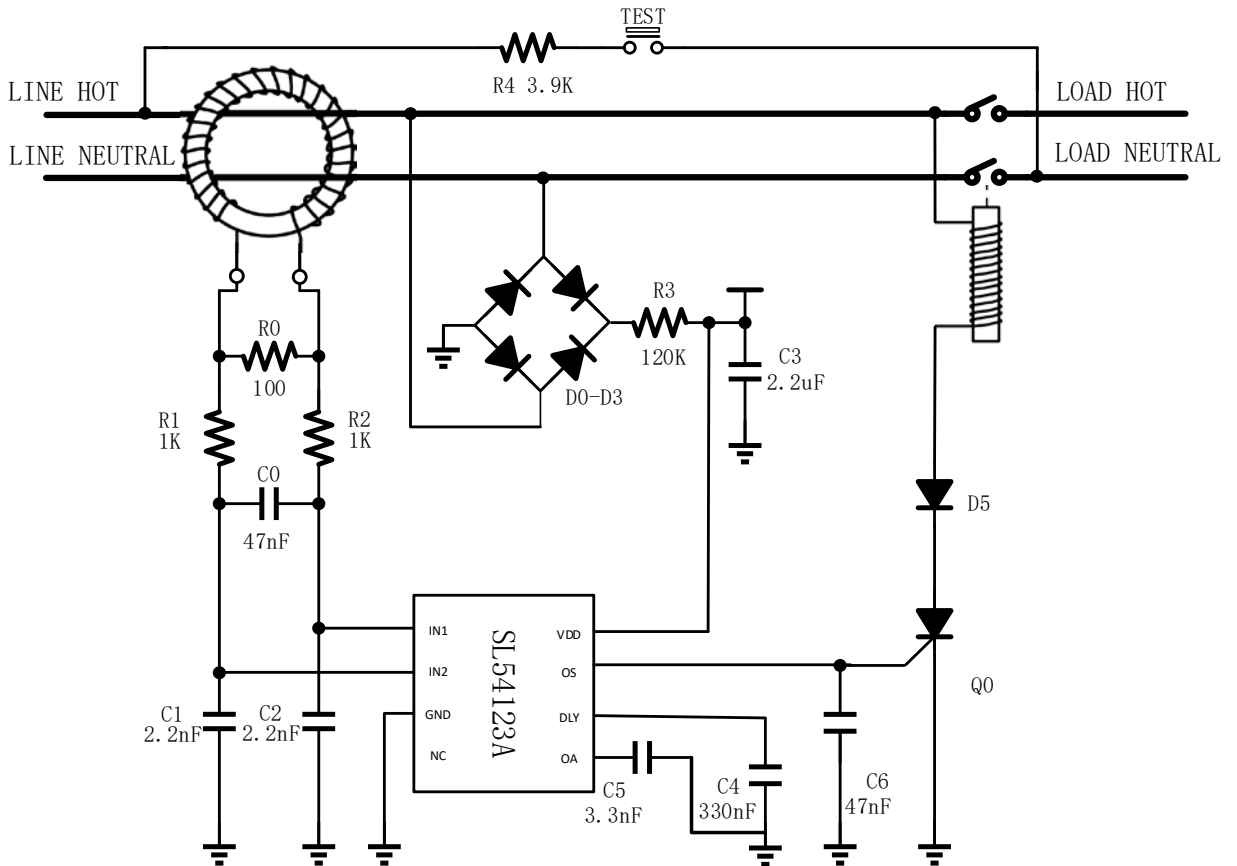 TEST
R4 3.9K
LINE HOT
LOAD HOT
LINE NEUTRAL
LOAD NEUTRAL
R3
120K
C3
2.2uF
D0-D3
R0
100
R1
1K
R2
1K
C0
47nF
D5
IN1
IN2
GND
NC
SL54123A
VDD
OS
DLY
OA
Q0
C1
2.2nF
C2
2.2nF
C5
3.3nF
C4
330nF
C6
47nF